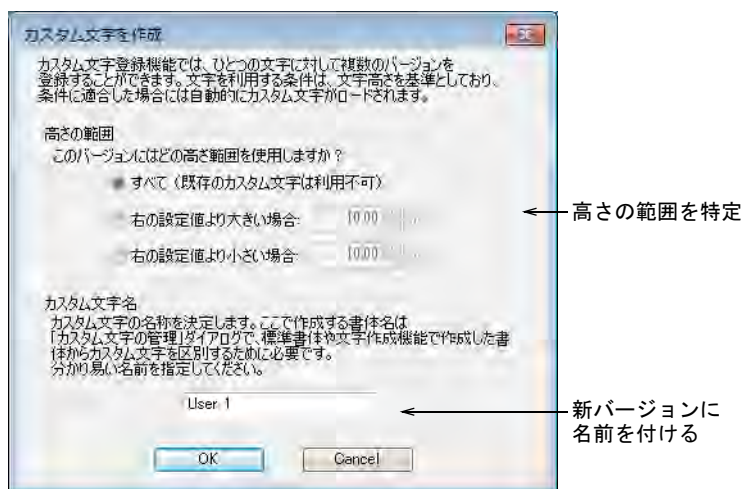 カスタム文字を作成
カスタム文字登録機能では、ひとつの文字に対して複数のバージョンを
登録することができます。文字を利用する条件は、文字高さを基準としており、
条件に適合した場合には自動的にカスタム文字がロードされます。
高さの範囲
このバージョンにはどの高さ範囲を使用しますか？
すべて（既存のカスタム文字は利用不可）
右の設定値より大きい場合: 10.00
高さの範囲を特定
右の設定値より小さい場合: 10.00
カスタム文字名
カスタム文字の名称を決定します。ここで作成する書体名は
「カスタム文字の管理」ダイアログで、標準書体や文字作成機能で作成した書
体からカスタム文字を区別するために必要です。
分かり易い名前を指定してください。
User 1
新バージョンに
名前を付ける
OK Cancel